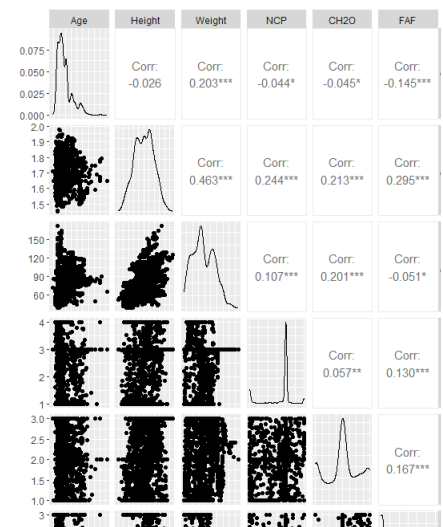 Age Height Weight NCP CH2O FAF
0.075
0.050
0.025
0.000
Corr: Corr: Corr: Corr: Corr:
-0.026 0.203*** -0.044* -0.045* -0.145***
2.0
1.9
1.8
1.7
1.6
1.5
Corr: Corr: Corr: Corr:
0.463*** 0.244*** 0.213*** 0.295***
150
120
90
60
Corr: Corr: Corr:
0.107*** 0.201*** -0.051*
4
3
2
1
Corr: Corr:
0.057** 0.130***
3.0
2.5
2.0
1.5
1.0
Corr:
0.167***
3